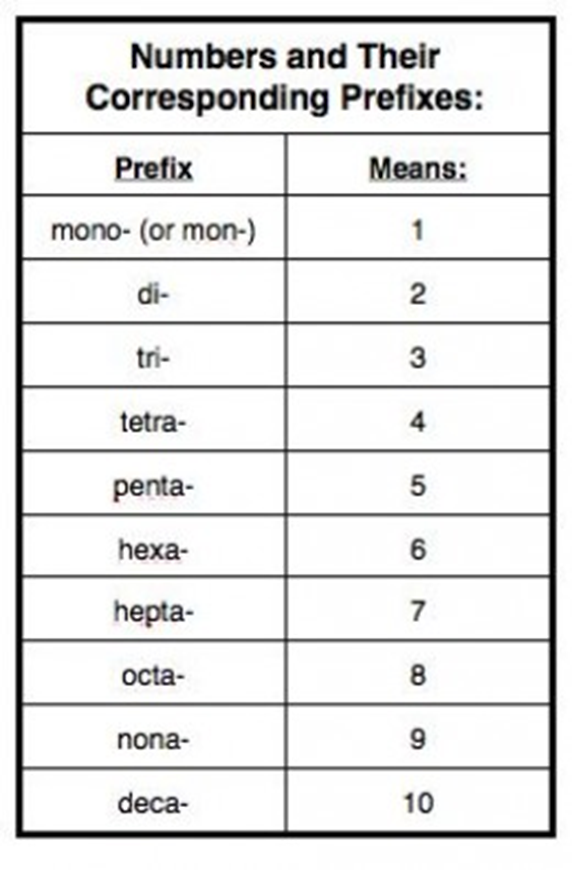 Numbers and Their
Corresponding Prefixes:
Prefix Means:
mono- (or mon-) 1
di- 2
tri- 3
tetra- 4
penta- 5
hexa- 6
hepta- 7
octa- 8
nona- 9
deca- 10